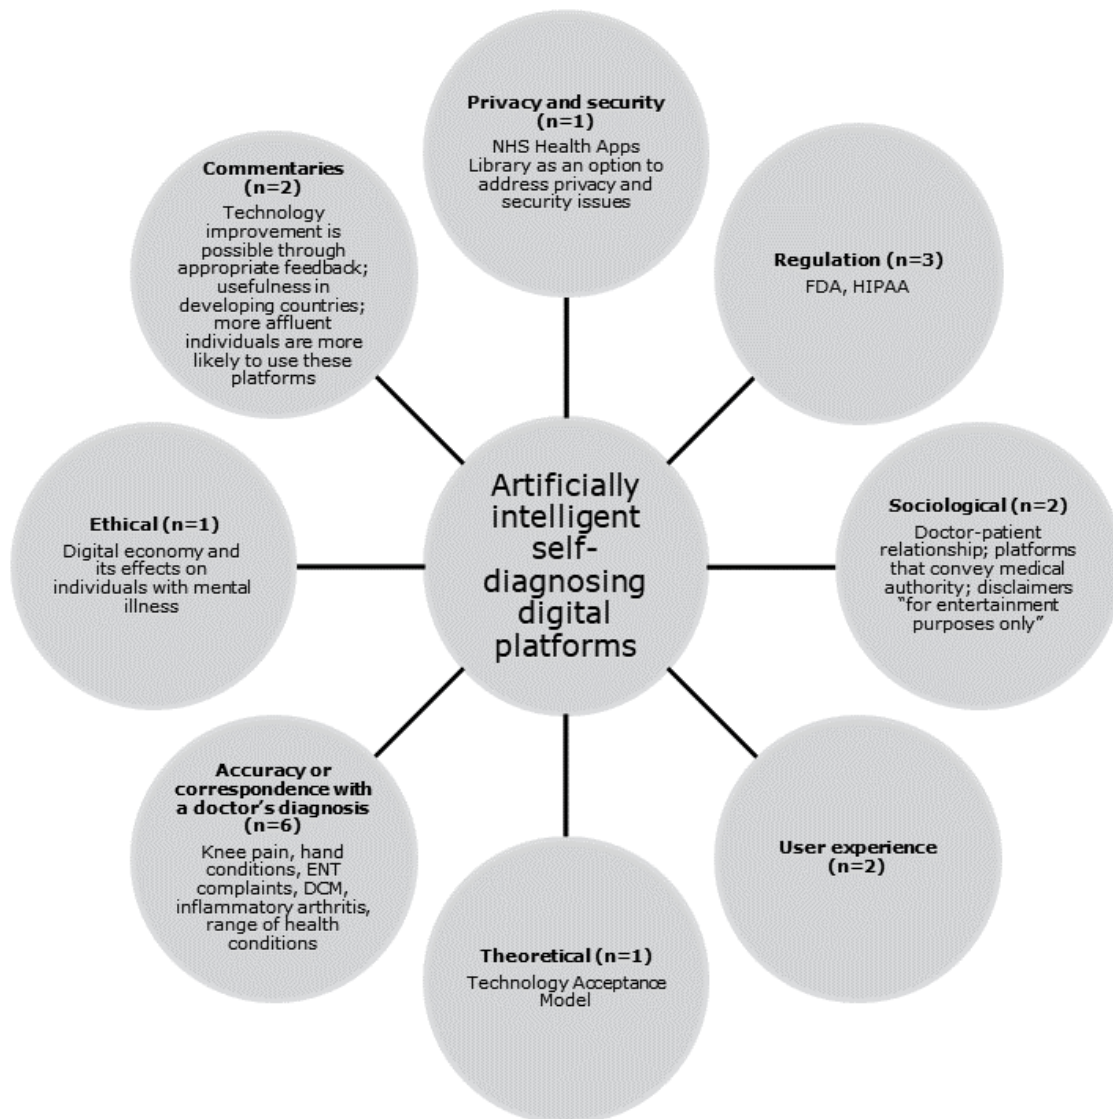 Privacy and security
(n=1)
NHS Health Apps
Library as an option to
address privacy and
security issues
Regulation (n=3)
FDA, HIPAA
Sociological (n=2)
Doctor-patient
relationship; platforms
that convey medical
authority; disclaimers
“for entertainment
purposes only”
User experience
(n=2)
Theoretical (n=1)
Technology Acceptance
Model
Accuracy or
correspondence with
a doctor’s diagnosis
(n=6)
Knee pain, hand
conditions, ENT
complaints, DCM,
inflammatory arthritis,
range of health
conditions
Ethical (n=1)
Digital economy and
its effects on
individuals with mental
illness
Commentaries
(n=2)
Technology
improvement is
possible through
appropriate feedback;
usefulness in
developing countries;
more affluent
individuals are more
likely to use these
platforms
Artificially
intelligent
self-
diagnosing
digital
platforms